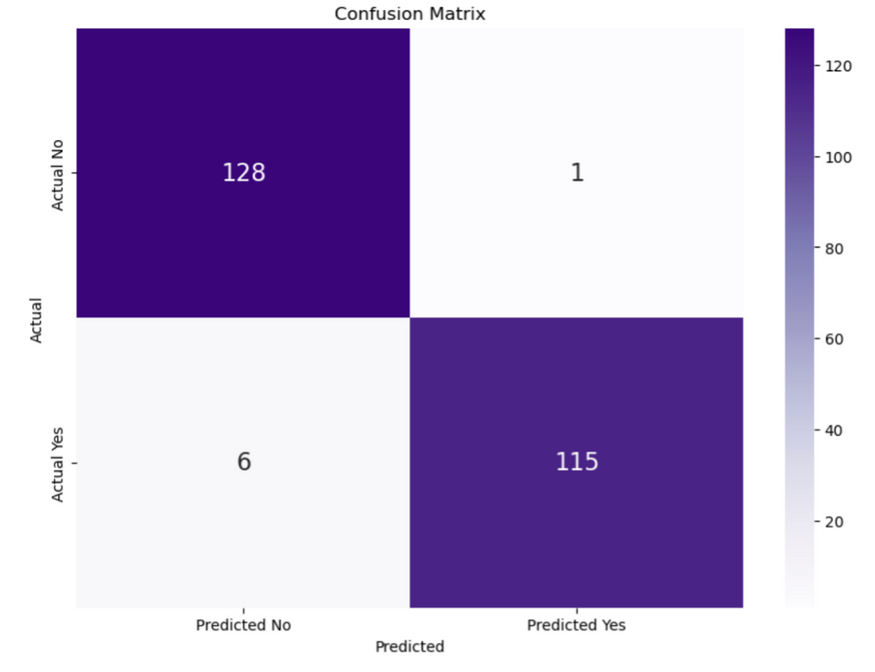 Confusion Matrix
Actual No
128
1
120
100
80
60
40
20
Actual
Actual Yes
6
115
Predicted No
Predicted Yes
Predicted